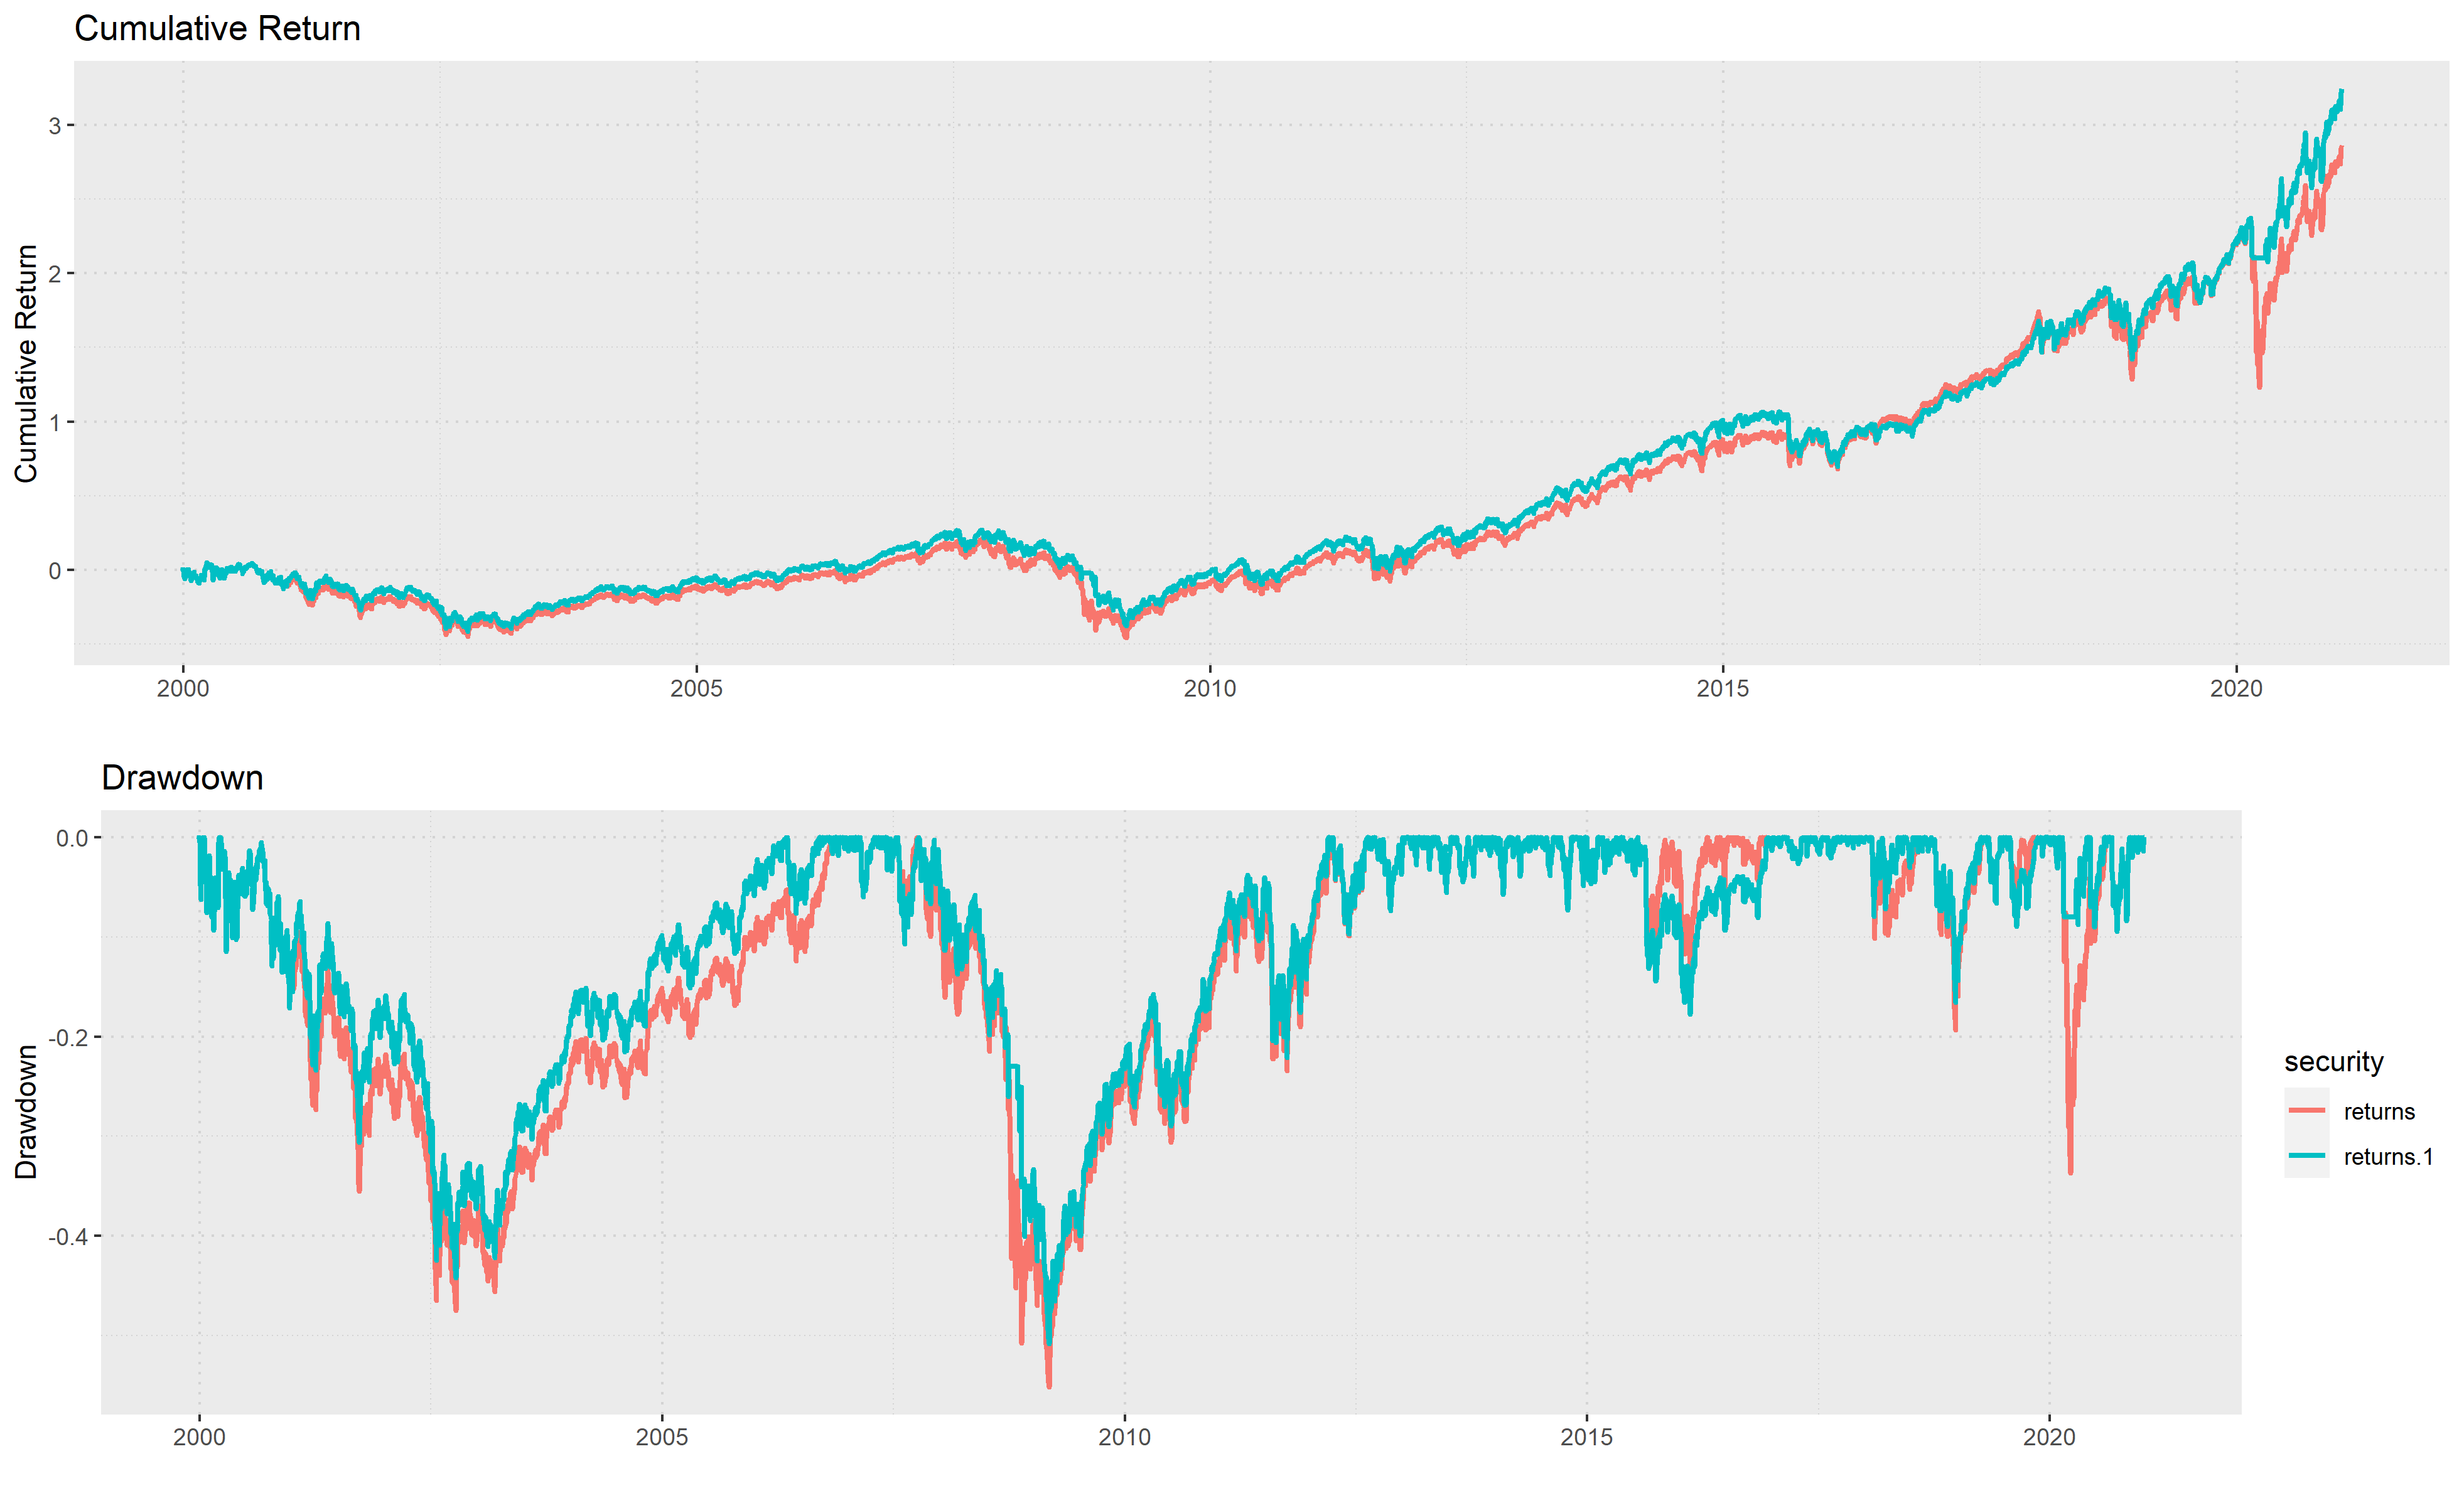 Cumulative Return
Cumulative Return
3
2
1
0
2000 2005 2010 2015 2020
Drawdown
Drawdown
0.0
-0.2
-0.4
2000 2005 2010 2015 2020
security
returns
returns.1